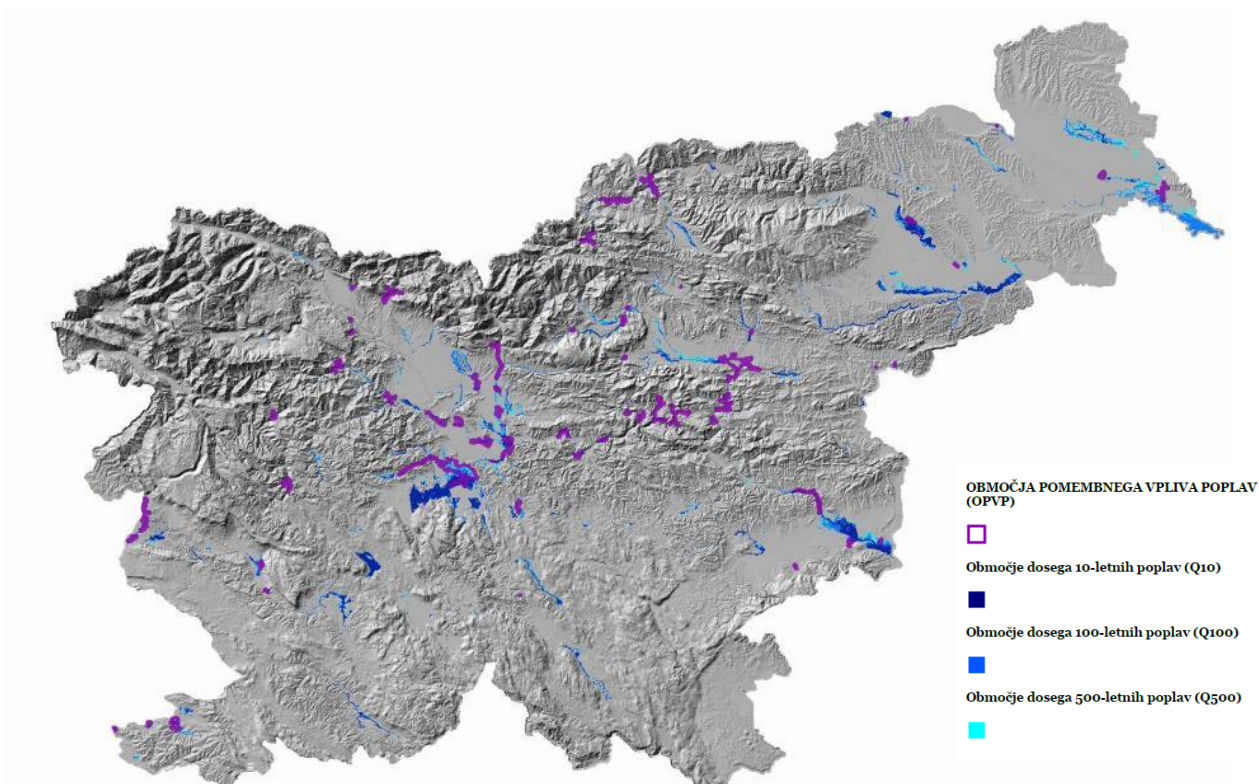 OBMOČJA POMEMBNEGA VPLIVA POPLAV
(OPVP)
Območje dosega 10-letnih poplav (Q10)
Območje dosega 100-letnih poplav (Q100)
Območje dosega 500-letnih poplav (Q500)